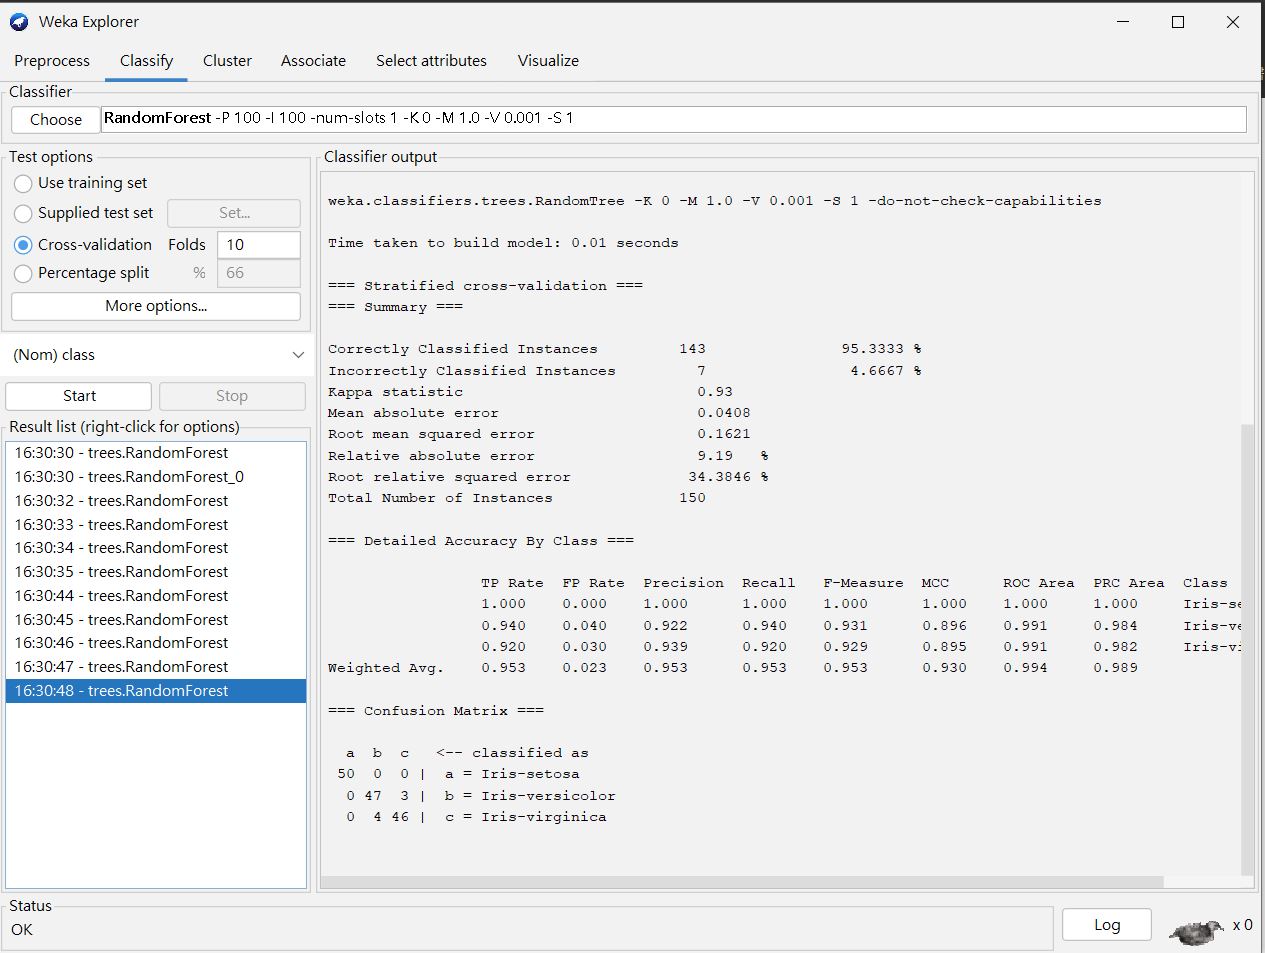 Weka Explorer
Preprocess Classify Cluster Associate Select attributes Visualize
Classifier
Choose RandomForest -P 100 -I 100 -num-slots 1 -K 0 -M 1.0 -V 0.001 -S 1
Test options
Use training set
Supplied test set Set...
Cross-validation Folds 10
Percentage split % 66
More options...
(Nom) class
Start Stop
Result list (right-click for options)
16:30:30 - trees.RandomForest
16:30:30 - trees.RandomForest_0
16:30:32 - trees.RandomForest
16:30:33 - trees.RandomForest
16:30:34 - trees.RandomForest
16:30:35 - trees.RandomForest
16:30:44 - trees.RandomForest
16:30:45 - trees.RandomForest
16:30:46 - trees.RandomForest
16:30:47 - trees.RandomForest
16:30:48 - trees.RandomForest
Classifier output
weka.classifiers.trees.RandomTree -K 0 -M 1.0 -V 0.001 -S 1 -do-not-check-capabilities
Time taken to build model: 0.01 seconds
=== Stratified cross-validation ===
=== Summary ===
Correctly Classified Instances 143 95.3333 %
Incorrectly Classified Instances 7 4.6667 %
Kappa statistic 0.93
Mean absolute error 0.0408
Root mean squared error 0.1621
Relative absolute error 9.19 %
Root relative squared error 34.3846 %
Total Number of Instances 150
=== Detailed Accuracy By Class ===
TP Rate FP Rate Precision Recall F-Measure MCC ROC Area PRC Area Class
1.000 0.000 1.000 1.000 1.000 1.000 1.000 1.000 Iris-se
0.940 0.040 0.922 0.940 0.931 0.896 0.991 0.984 Iris-ve
0.920 0.030 0.939 0.920 0.929 0.895 0.991 0.982 Iris-vi
Weighted Avg. 0.953 0.023 0.953 0.953 0.953 0.930 0.994 0.989
=== Confusion Matrix ===
a b c <-- classified as
50 0 0 | a = Iris-setosa
0 47 3 | b = Iris-versicolor
0 4 46 | c = Iris-virginica
Status
OK
Log
x 0